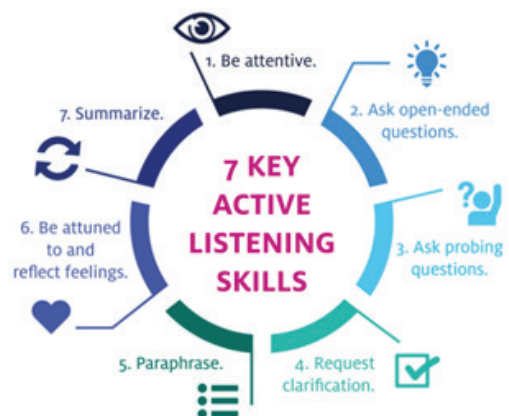 1. Be attentive.
2. Ask open-ended
questions.
3. Ask probing
questions.
4. Request
clarification.
5. Paraphrase.
6. Be attuned
to and
reflect feelings.
7. Summarize.
7 KEY
ACTIVE
LISTENING
SKILLS